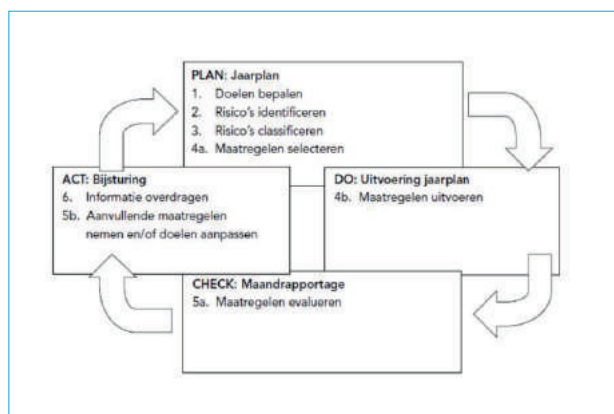 PLAN: Jaarplan
1. Doelen bepalen
2. Risico's identificeren
3. Risico's classificeren
4a. Maatregelen selecteren
ACT: Bijsturing
6. Informatie overdragen
5b. Aanvullende maatregelen
nemen en/of doelen aanpassen
DO: Uitvoering jaarplan
4b. Maatregelen uitvoeren
CHECK: Maandrapportage
5a. Maatregelen evalueren